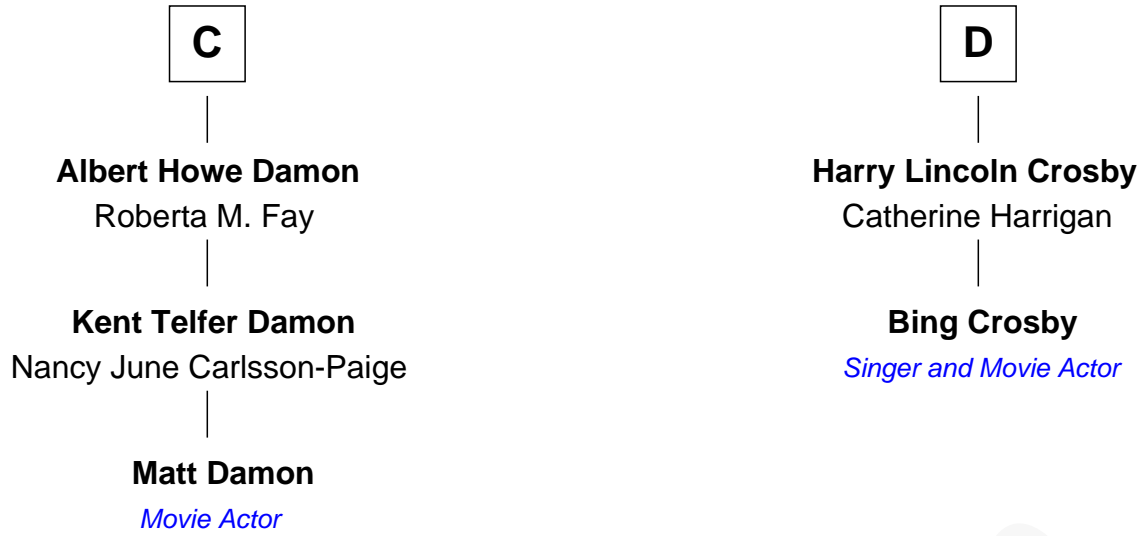 C
Albert Howe Damon
Roberta M. Fay
Kent Telfer Damon
Nancy June Carlsson-Paige
Matt Damon
Movie Actor
D
Harry Lincoln Crosby
Catherine Harrigan
Bing Crosby
Singer and Movie Actor